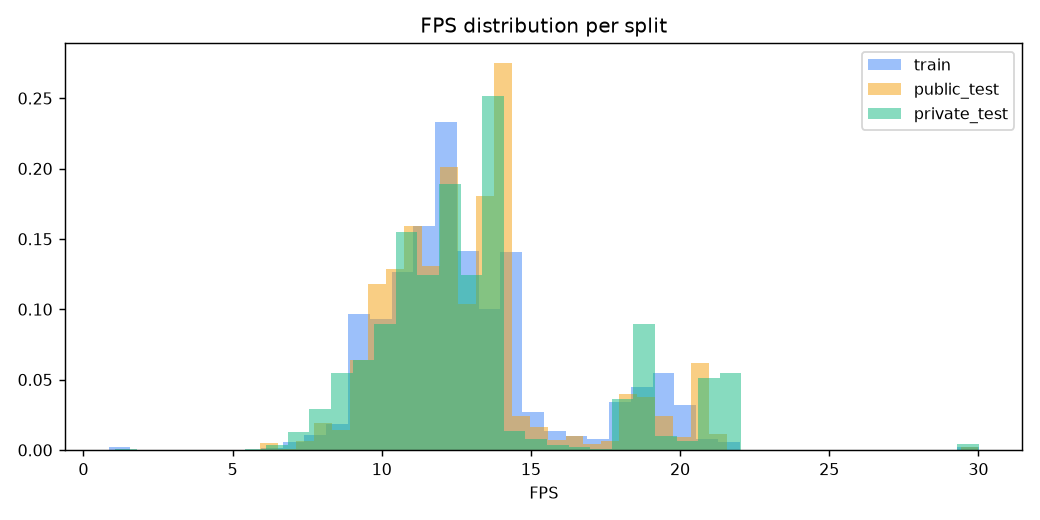 FPS distribution per split
train
public_test
private_test
0.25
0.20
0.15
0.10
0.05
0.00
0 5 10 15 20 25 30
FPS